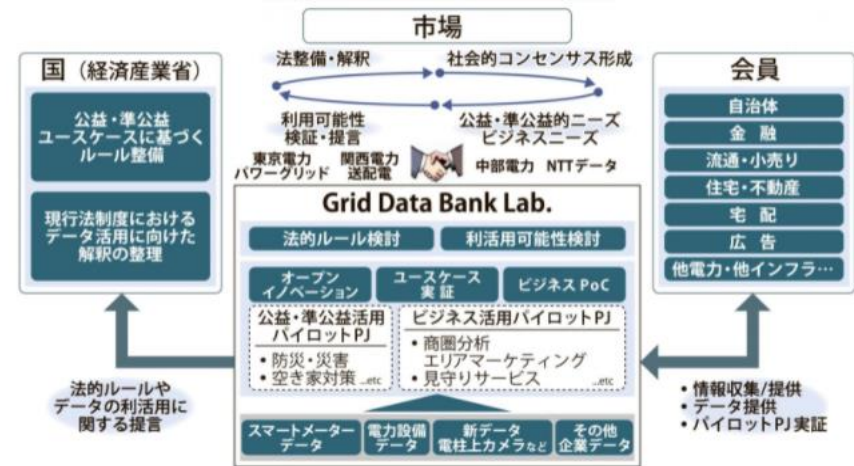 市場
法整備・解釈
社会的コンセンサス形成
利用可能性
検証・提言
公益・準公益的ニーズ
ビジネスニーズ
国（経済産業省）
公益・準公益
ユースケースに基づく
ルール整備
現行法制度における
データ活用に向けた
解釈の整理
法的ルールや
データの利活用に
関する提言
東京電力
パワーグリッド
関西電力
送配電
中部電力
NTTデータ
Grid Data Bank Lab.
法的ルール検討
利活用可能性検討
オープン
イノベーション
ユースケース
実証
ビジネス PoC
公益・準公益活用
パイロットPJ
・防災・災害
・空き家対策 ...etc
ビジネス活用パイロットPJ
・商圏分析
エリアマーケティング
・見守りサービス ...etc
スマートメーター
データ
電力設備
データ
新データ
電柱上カメラなど
その他
企業データ
会員
自治体
金融
流通・小売り
住宅・不動産
宅配
広告
他電力・他インフラ…
・情報収集/提供
・データ提供
・パイロットPJ実証